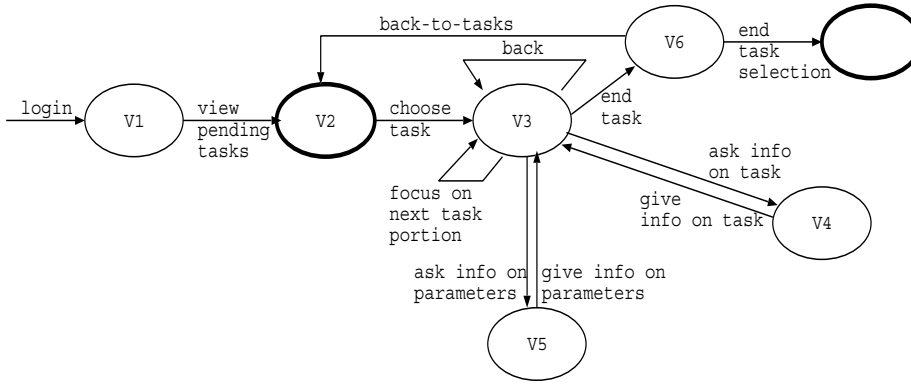 back-to-tasks
V6
end
task
selection
back
login
V1
view
pending
tasks
V2
choose
task
V3
end
task
focus on
next task
portion
ask info
on task
give
info on task
V4
ask info on
parameters
give info on
parameters
V5